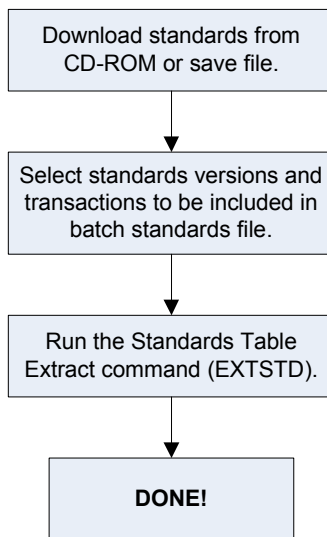 Download standards from
CD-ROM or save file.
Select standards versions and
transactions to be included in
batch standards file.
Run the Standards Table
Extract command (EXTSTD).
DONE!